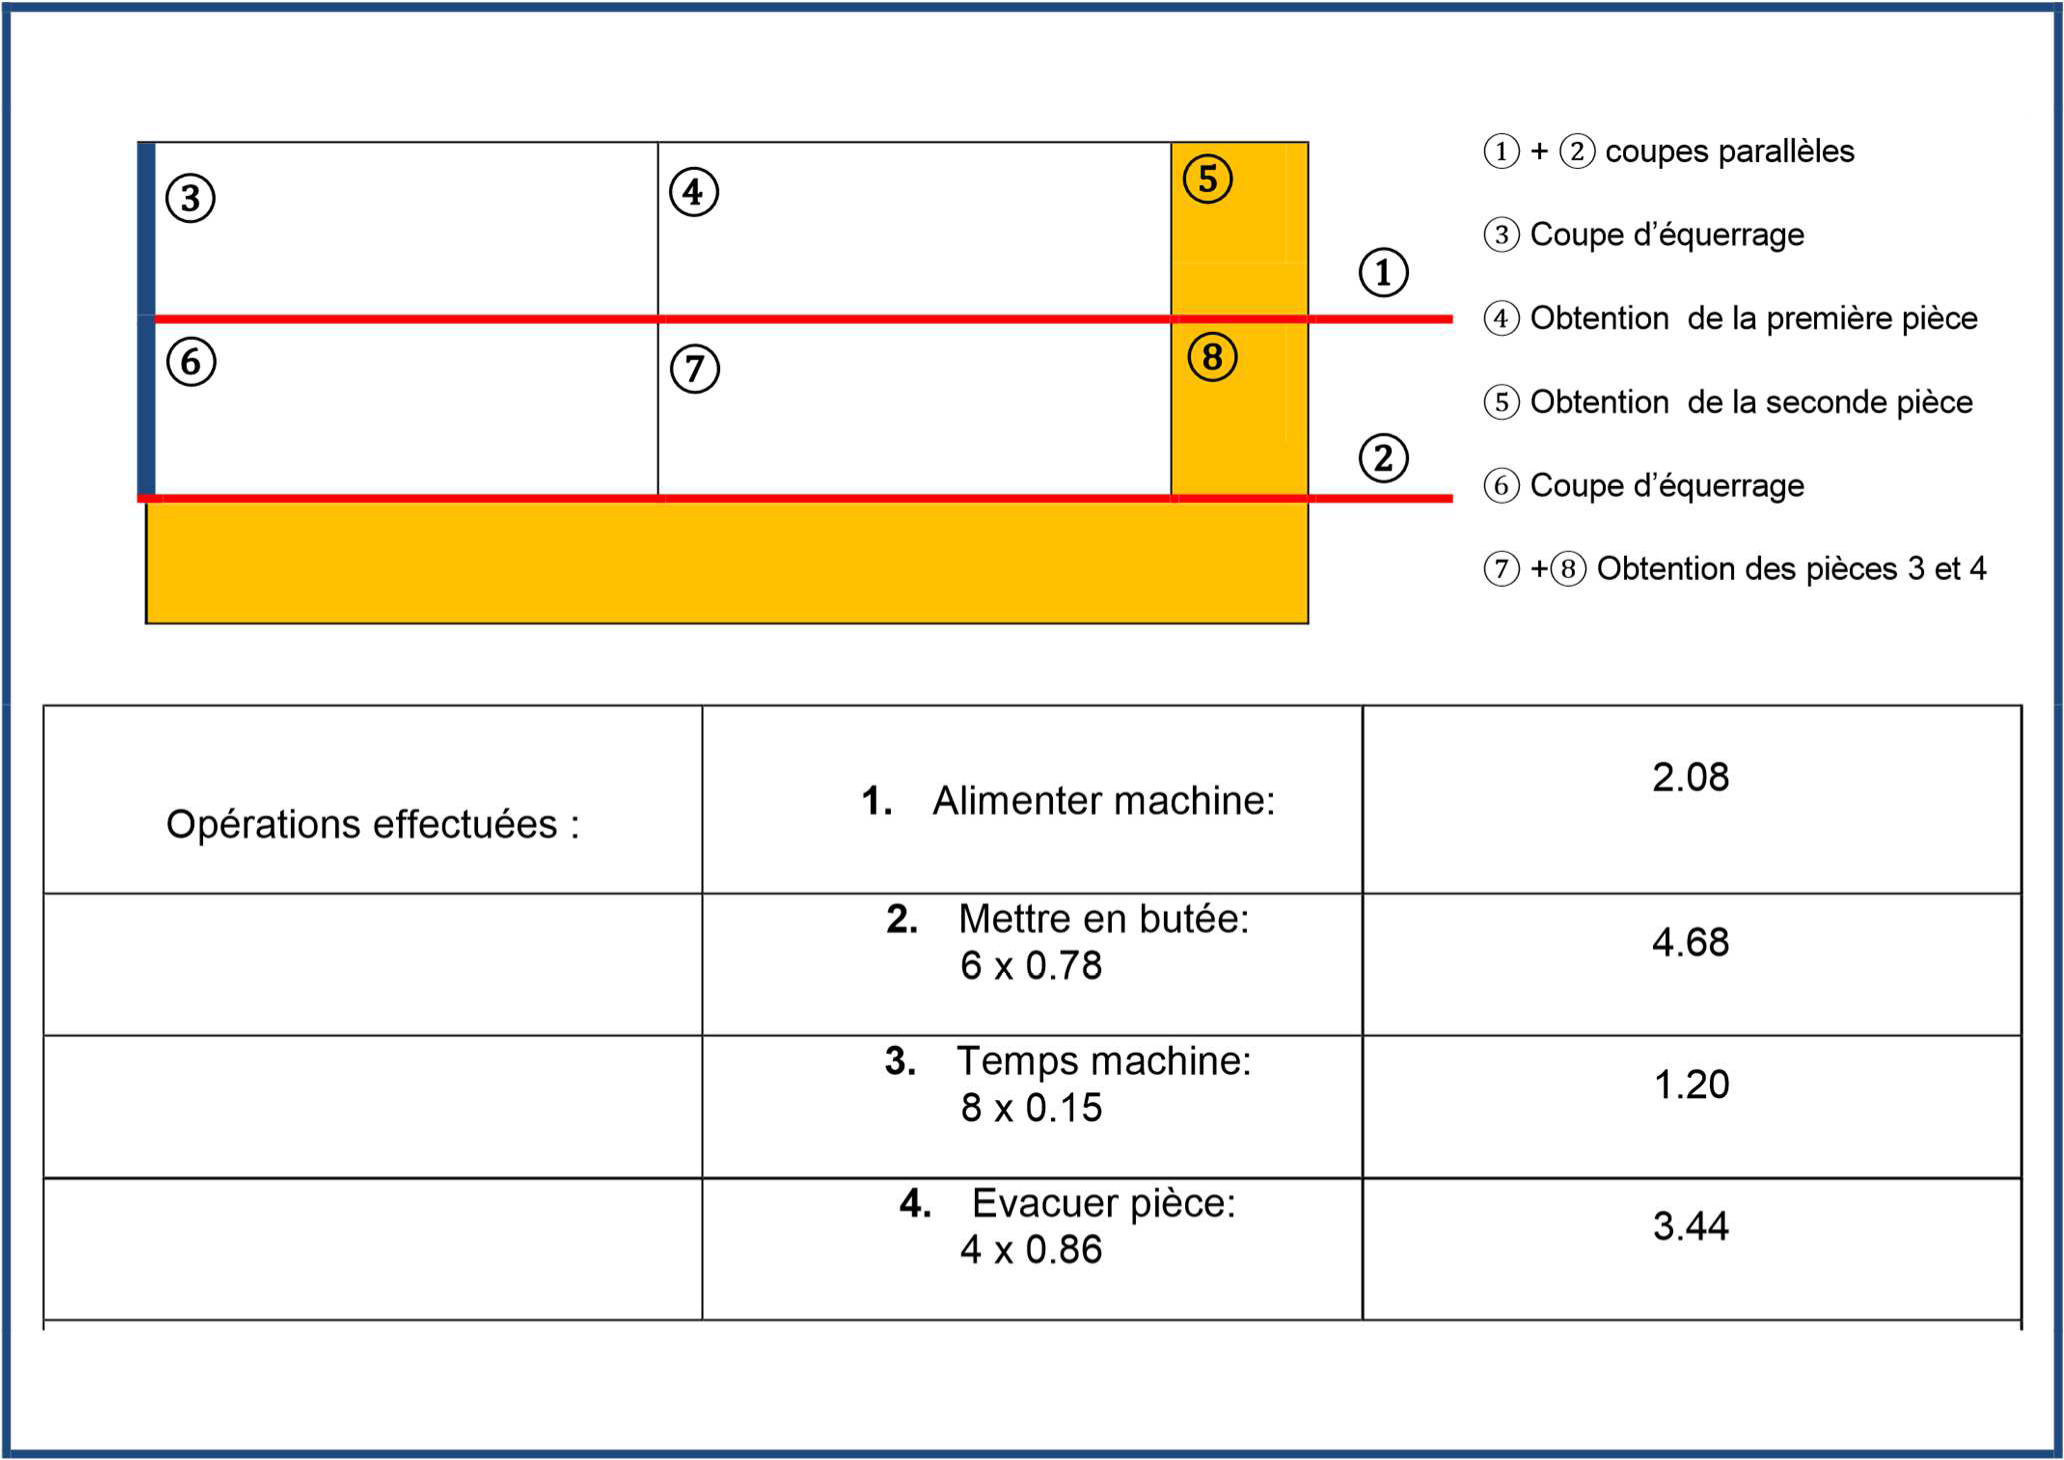 ③
④
⑤
①
⑥
⑦
⑧
②
① + ② coupes parallèles
③ Coupe d’équerrage
④ Obtention de la première pièce
⑤ Obtention de la seconde pièce
⑥ Coupe d’équerrage
⑦ +⑧ Obtention des pièces 3 et 4
Opérations effectuées :
1. Alimenter machine:
2.08
2. Mettre en butée:
6 x 0.78
4.68
3. Temps machine:
8 x 0.15
1.20
4. Evacuer pièce:
4 x 0.86
3.44